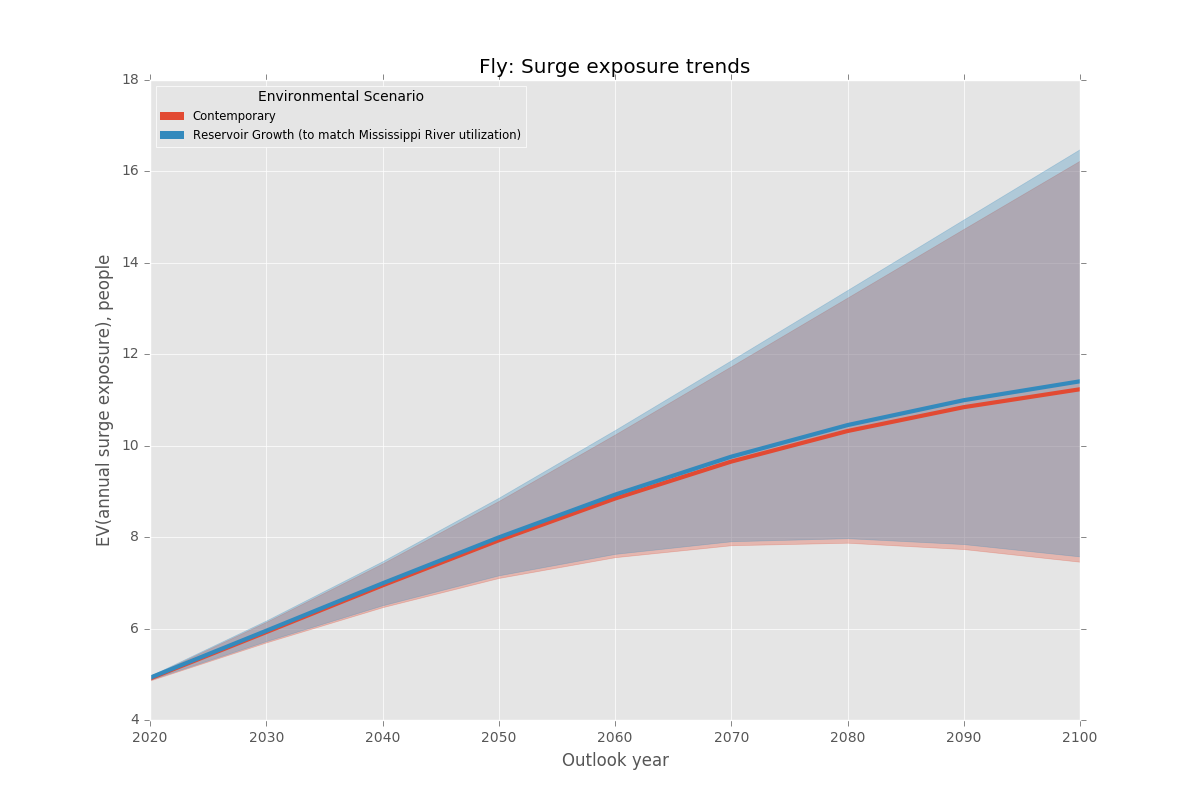 Fly: Surge exposure trends
Environmental Scenario
Contemporary
Reservoir Growth (to match Mississippi River utilization)
EV(annual surge exposure), people
18
16
14
12
10
8
6
4
2020 2030 2040 2050 2060 2070 2080 2090 2100
Outlook year